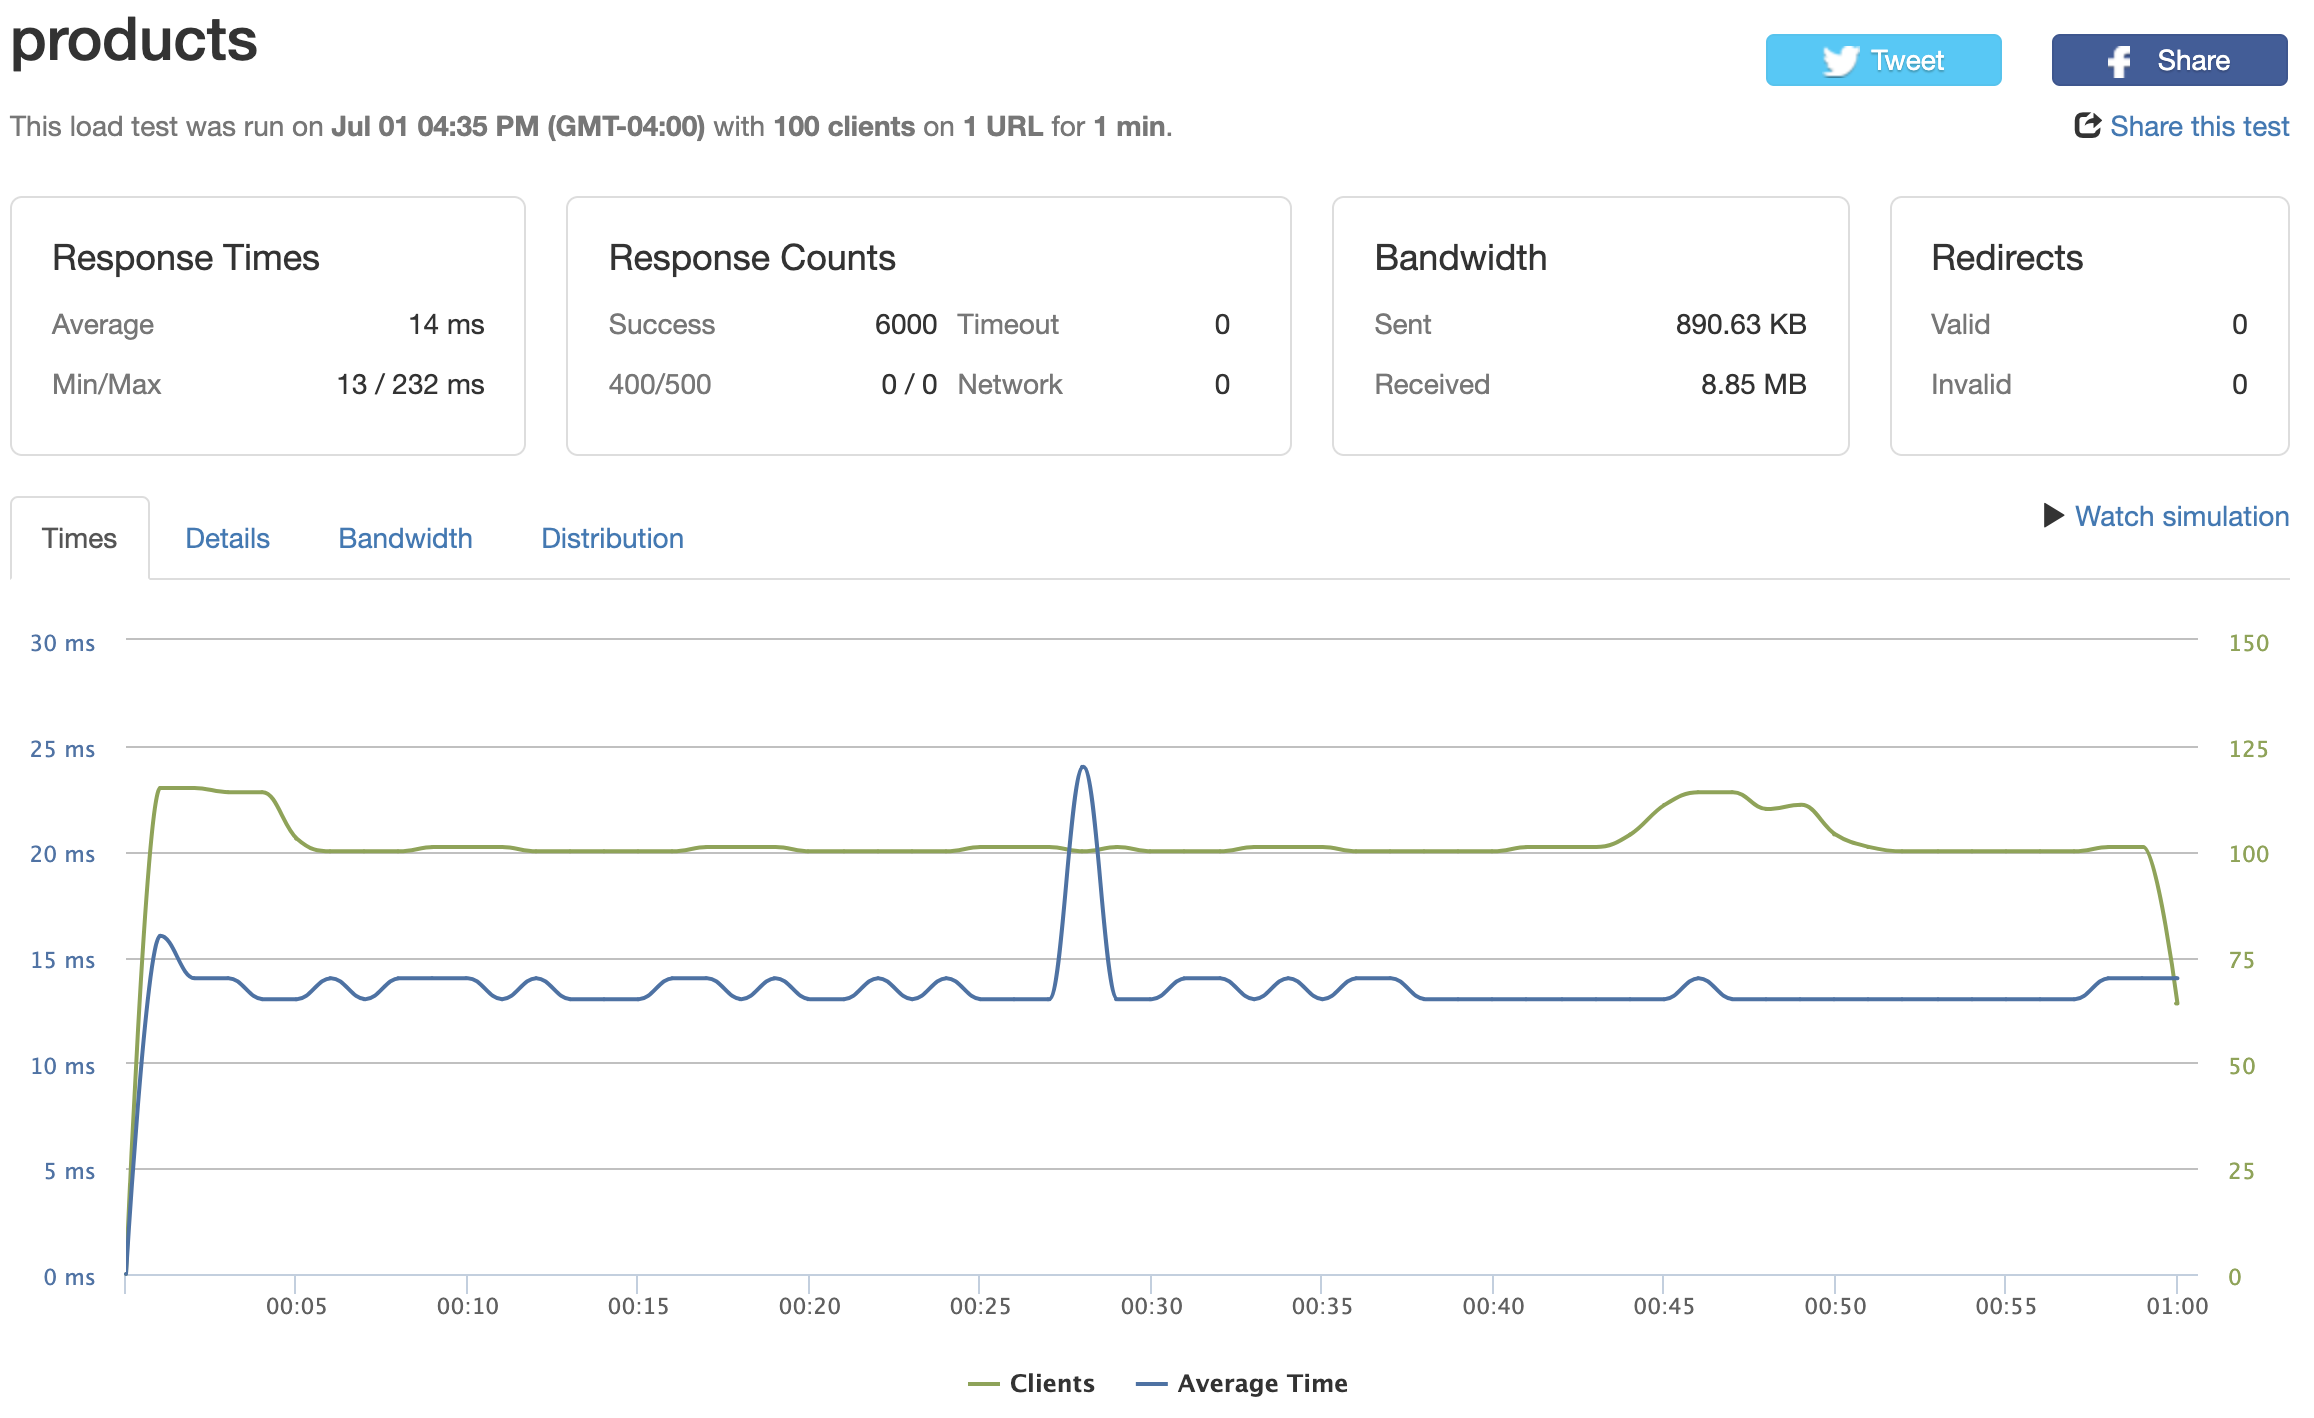 products
Tweet
Share
This load test was run on Jul 01 04:35 PM (GMT-04:00) with 100 clients on 1 URL for 1 min.
Share this test
Response Times
Average 14 ms
Min/Max 13 / 232 ms
Response Counts
Success 6000 Timeout 0
400/500 0 / 0 Network 0
Bandwidth
Sent 890.63 KB
Received 8.85 MB
Redirects
Valid 0
Invalid 0
Times Details Bandwidth Distribution
Watch simulation
30 ms 150
25 ms 125
20 ms 100
15 ms 75
10 ms 50
5 ms 25
0 ms 0
00:05 00:10 00:15 00:20 00:25 00:30 00:35 00:40 00:45 00:50 00:55 01:00
Clients Average Time